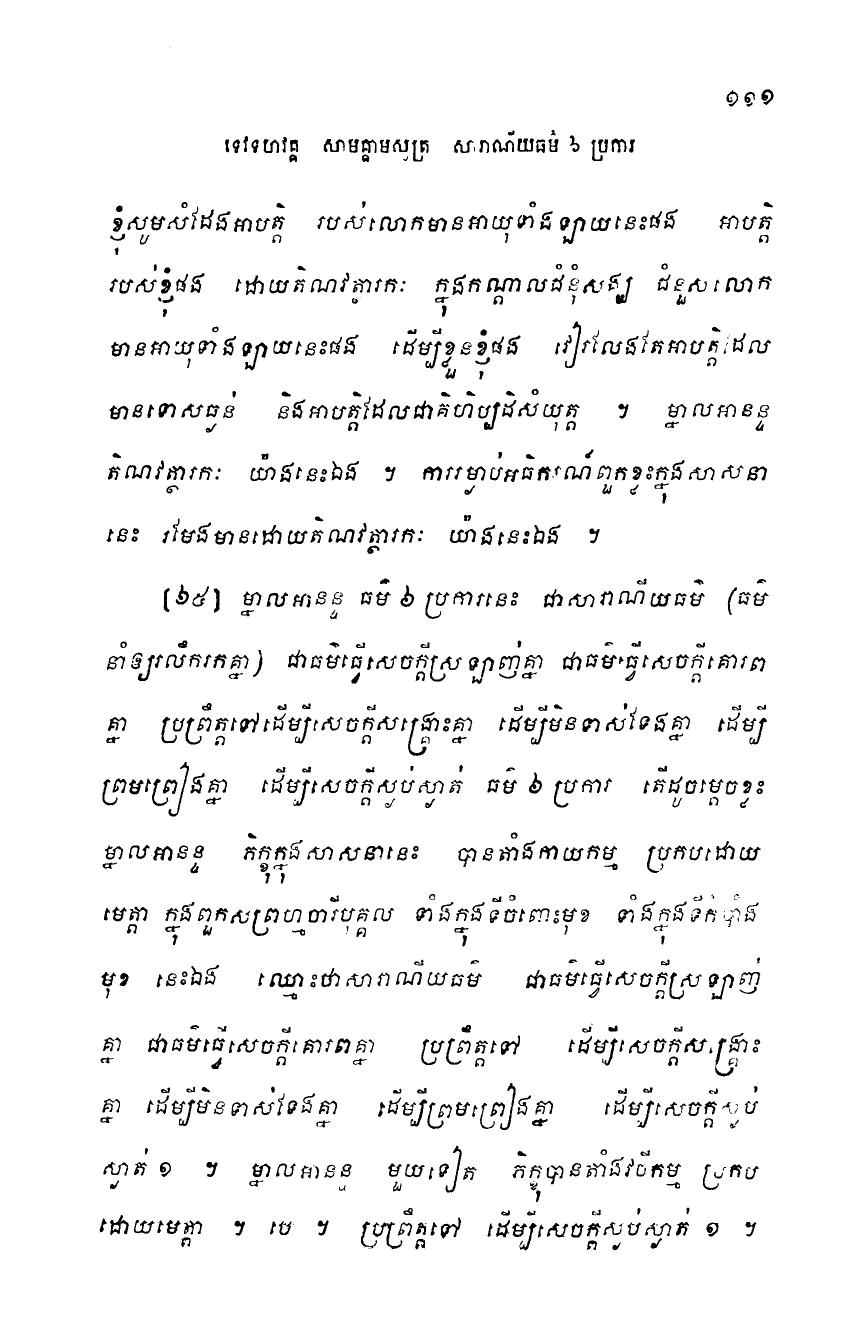 ១១១
ទេវទហវគ្គ សាមគ្គាមសូត្រ សារាណីយធម៌ ៦ ប្រការ
ខ្ញុំសូមសំដែងអាបត្តិ របស់លោកមានអាយុទាំងឡាយនេះផង អាបត្តិ
របស់ខ្ញុំផង ដោយតិណវត្ថារកៈ ក្នុងកណ្តាលជំនុំសង្ឃ ជំនួសលោក
មានអាយុទាំងឡាយនេះផង ដើម្បីខ្លួនខ្ញុំផង វៀរលែងតែអាបត្តិដែល
មានទោសធ្ងន់ និងអាបត្តិដែលជាគិហិប្បដិសំយុត្ត ។ ម្នាលអានន្ទ
តិណវត្ថារកៈ យ៉ាងនេះឯង ។ ការរម្ងាប់អធិករណ៍ពួកខ្លះក្នុងសាសនា
នេះ រមែងមានដោយតិណវត្ថារកៈ យ៉ាងនេះឯង ។
[៦៥] ម្នាលអានន្ទ ធម៌ ៦ ប្រការនេះ ជាសារាណីយធម៌ (ធម៌
នាំឲ្យរលឹករកគ្នា) ជាធម៌ធ្វើសេចក្តីស្រឡាញ់គ្នា ជាធម៌ធ្វើសេចក្តីគោរព
គ្នា ប្រព្រឹត្តទៅដើម្បីសេចក្តីសង្គ្រោះគ្នា ដើម្បីមិនទាស់ទែងគ្នា ដើម្បី
ព្រមព្រៀងគ្នា ដើម្បីសេចក្តីស្ងប់ស្ងាត់ ធម៌ ៦ ប្រការ តើដូចម្តេចខ្លះ
ម្នាលអានន្ទ ភិក្ខុក្នុងសាសនានេះ បានតាំងកាយកម្ម ប្រកបដោយ
មេត្តា ក្នុងពួកសព្រហ្មចារីបុគ្គល ទាំងក្នុងទីចំពោះមុខ ទាំងក្នុងទីកំបាំង
មុខ នេះឯង ឈ្មោះថាសារាណីយធម៌ ជាធម៌ធ្វើសេចក្តីស្រឡាញ់
គ្នា ជាធម៌ធ្វើសេចក្តីគោរពគ្នា ប្រព្រឹត្តទៅ ដើម្បីសេចក្តីសង្គ្រោះ
គ្នា ដើម្បីមិនទាស់ទែងគ្នា ដើម្បីព្រមព្រៀងគ្នា ដើម្បីសេចក្តីស្ងប់
ស្ងាត់ ១ ។ ម្នាលអានន្ទ មួយទៀត ភិក្ខុបានតាំងវចីកម្ម ប្រកប
ដោយមេត្តា ។ បេ ។ ប្រព្រឹត្តទៅ ដើម្បីសេចក្តីស្ងប់ស្ងាត់ ១ ។